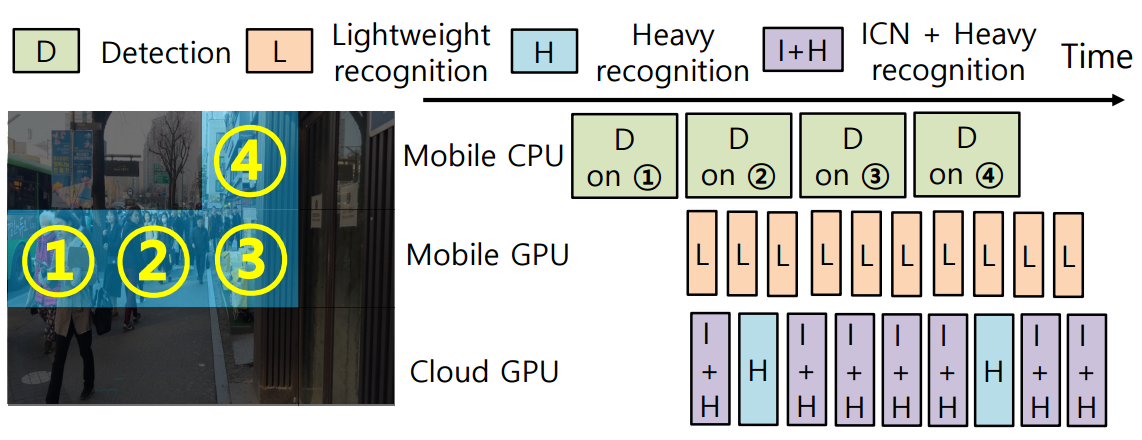 D Detection L Lightweight recognition H Heavy recognition I+H ICN + Heavy recognition Time
④
① ② ③
Mobile CPU
D on ① D on ② D on ③ D on ④
Mobile GPU
L L L L L L L L L L
Cloud GPU
I + H H I + H I + H I + H I + H H I + H I + H